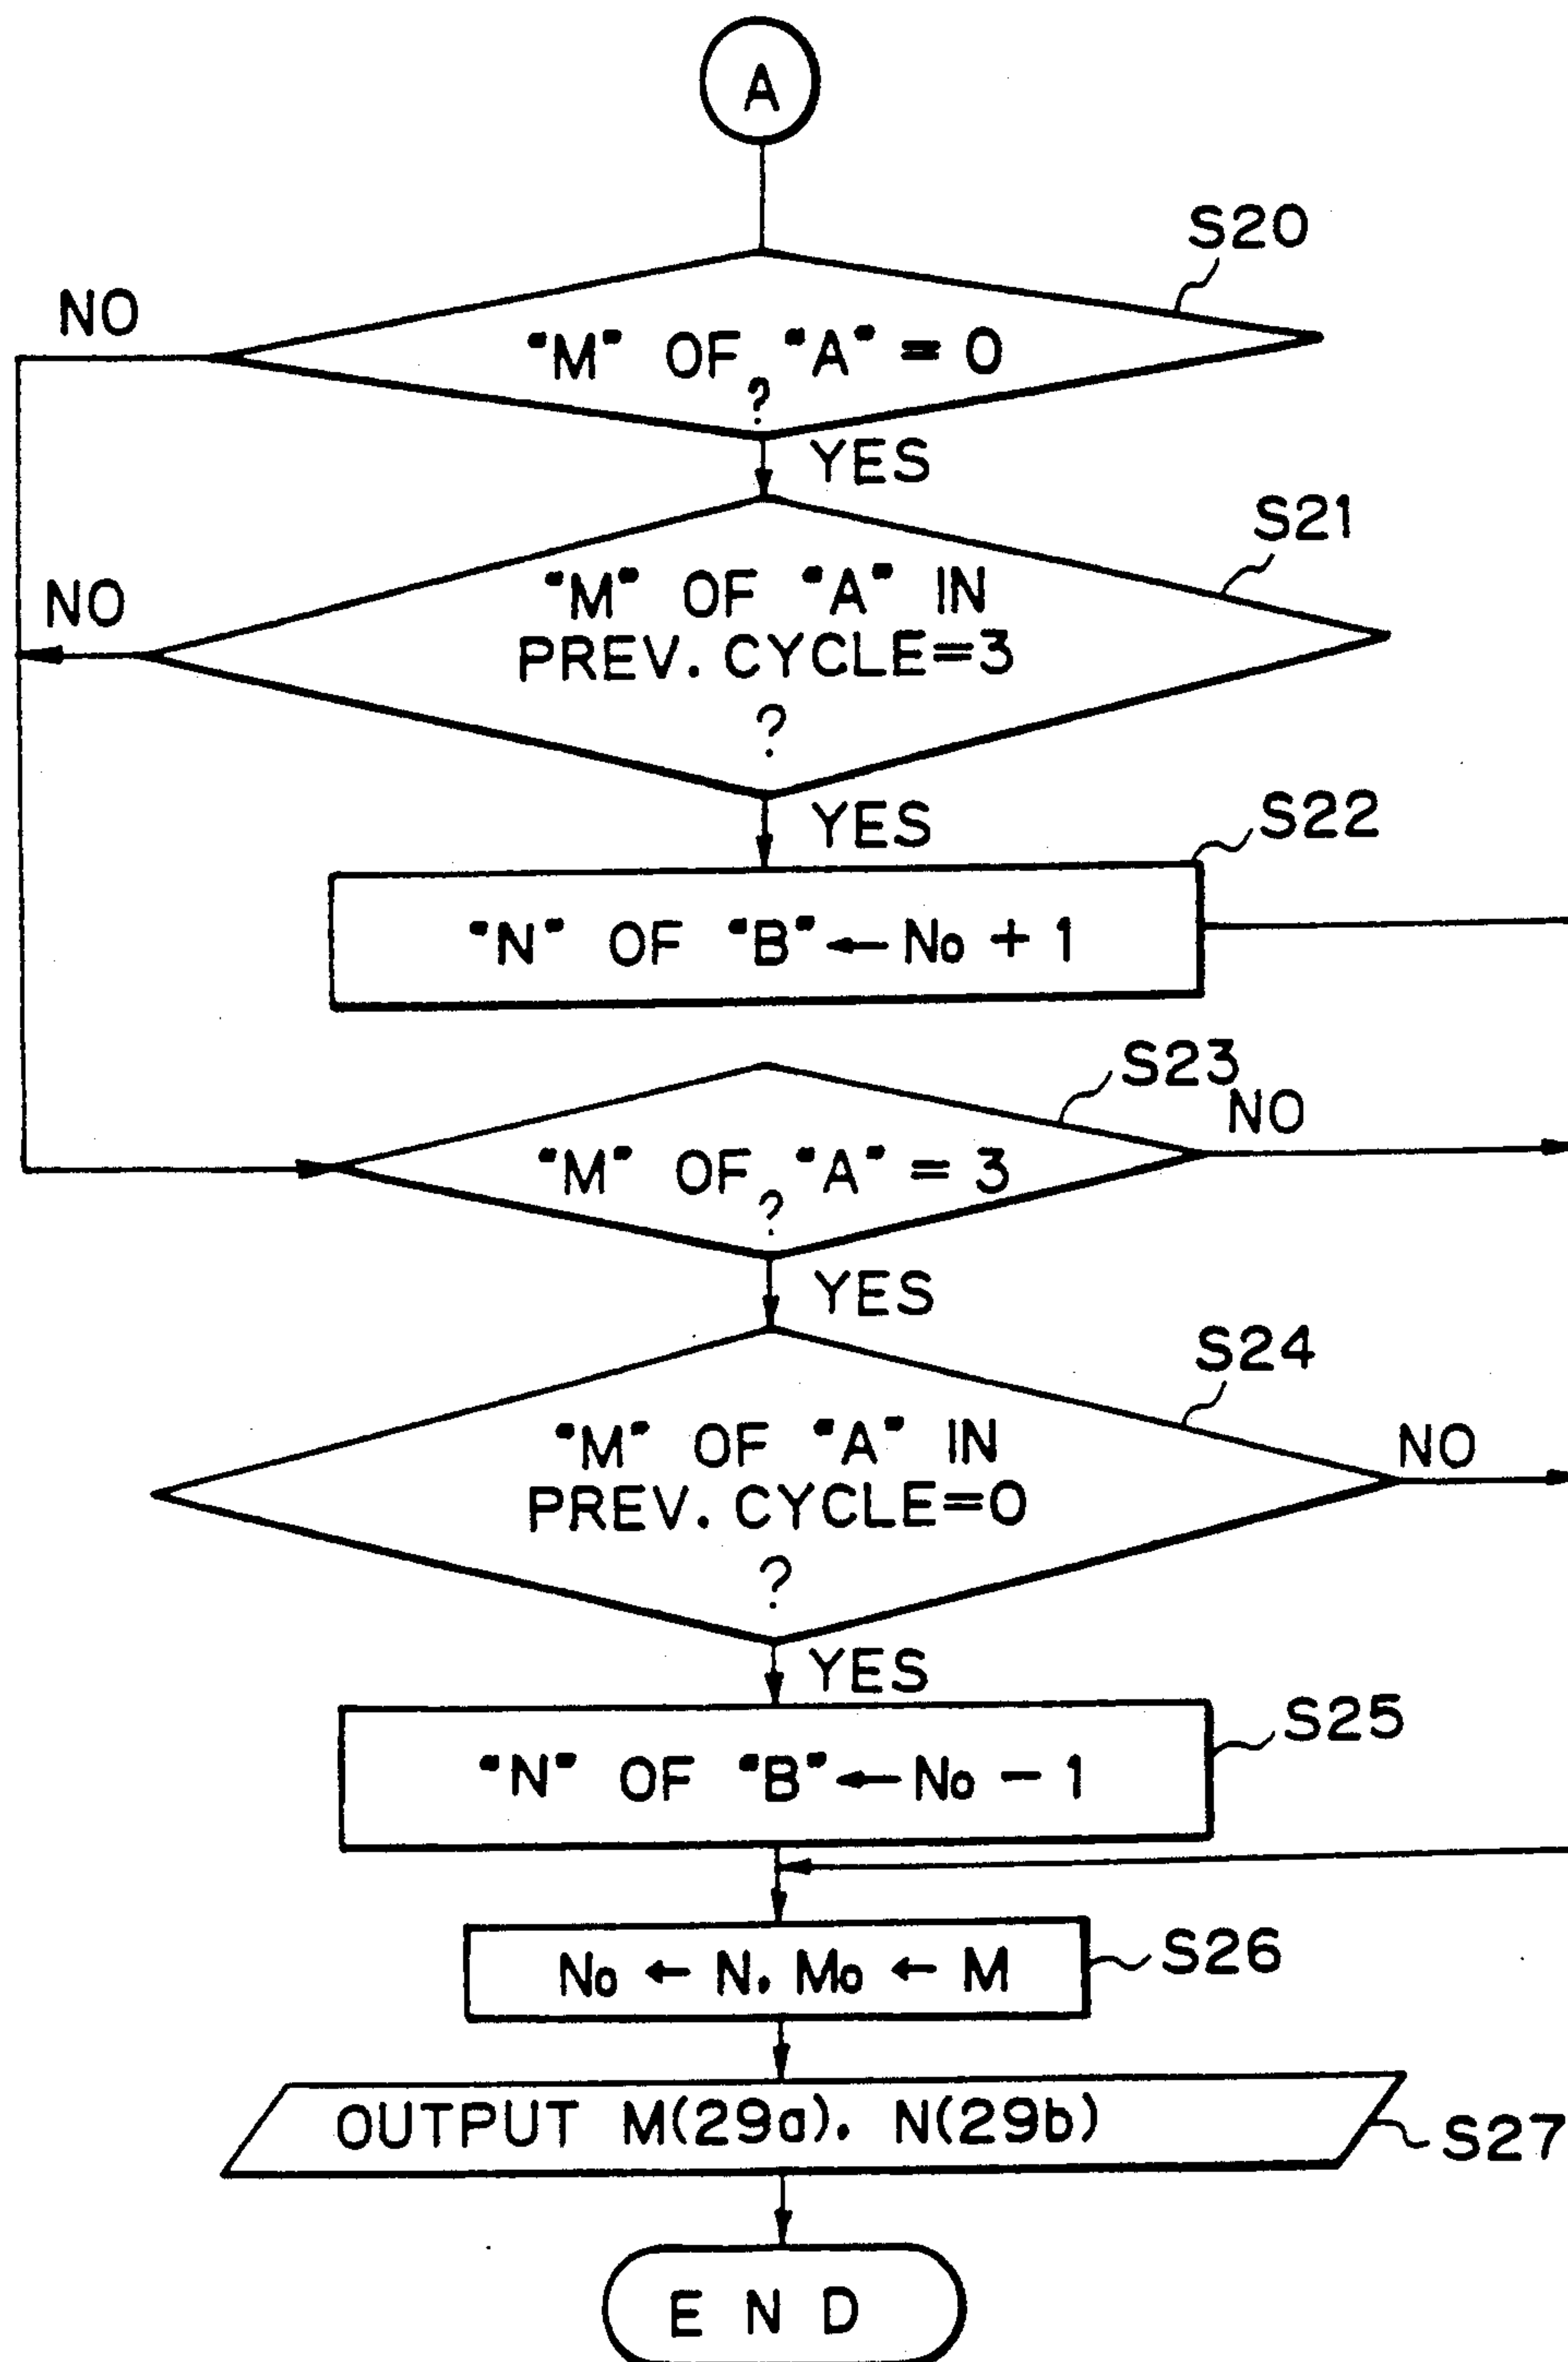 A
S20
NO
"M" OF "A" = 0
?
YES
S21
"M" OF "A" IN
NO
PREV. CYCLE=3
?
YES
S22
"N" OF "B" ← No + 1
S23
NO
"M" OF "A" = 3
?
YES
S24
"M" OF "A" IN
NO
PREV. CYCLE=0
?
YES
S25
"N" OF "B" ← No - 1
No ← N, Mo ← M
S26
OUTPUT M(29a), N(29b)
S27
END